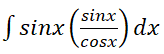 ∫ sinx (sinx/cosx) dx